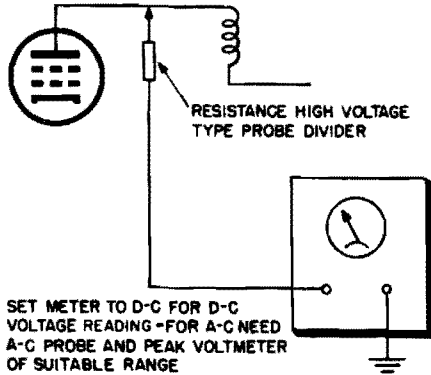 RESISTANCE HIGH VOLTAGE
TYPE PROBE DIVIDER
SET METER TO D-C FOR D-C
VOLTAGE READING-FOR A-C NEED
A-C PROBE AND PEAK VOLTMETER
OF SUITABLE RANGE